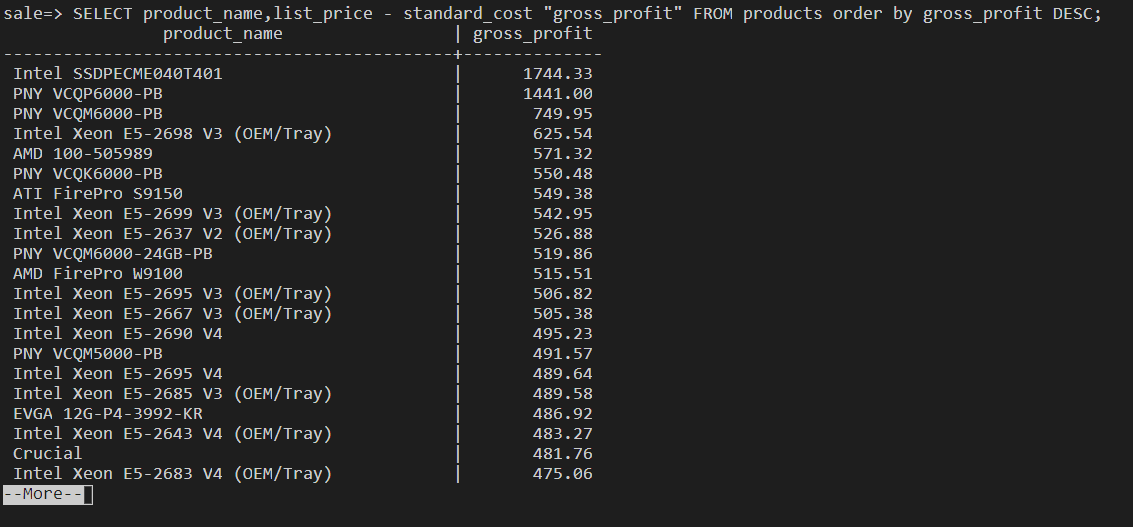 sale=> SELECT product_name,list_price - standard_cost "gross_profit" FROM products order by gross_profit DESC;
                product_name                 | gross_profit
---------------------------------------------+--------------
 Intel SSDPECME040T401                       |      1744.33
 PNY VCQP6000-PB                             |      1441.00
 PNY VCQM6000-PB                             |       749.95
 Intel Xeon E5-2698 V3 (OEM/Tray)            |       625.54
 AMD 100-505989                              |       571.32
 PNY VCQK6000-PB                             |       550.48
 ATI FirePro S9150                           |       549.38
 Intel Xeon E5-2699 V3 (OEM/Tray)            |       542.95
 Intel Xeon E5-2637 V2 (OEM/Tray)            |       526.88
 PNY VCQM6000-24GB-PB                        |       519.86
 AMD FirePro W9100                           |       515.51
 Intel Xeon E5-2695 V3 (OEM/Tray)            |       506.82
 Intel Xeon E5-2667 V3 (OEM/Tray)            |       505.38
 Intel Xeon E5-2690 V4                       |       495.23
 PNY VCQM5000-PB                             |       491.57
 Intel Xeon E5-2695 V4                       |       489.64
 Intel Xeon E5-2685 V3 (OEM/Tray)            |       489.58
 EVGA 12G-P4-3992-KR                         |       486.92
 Intel Xeon E5-2643 V4 (OEM/Tray)            |       483.27
 Crucial                                     |       481.76
 Intel Xeon E5-2683 V4 (OEM/Tray)            |       475.06
--More--